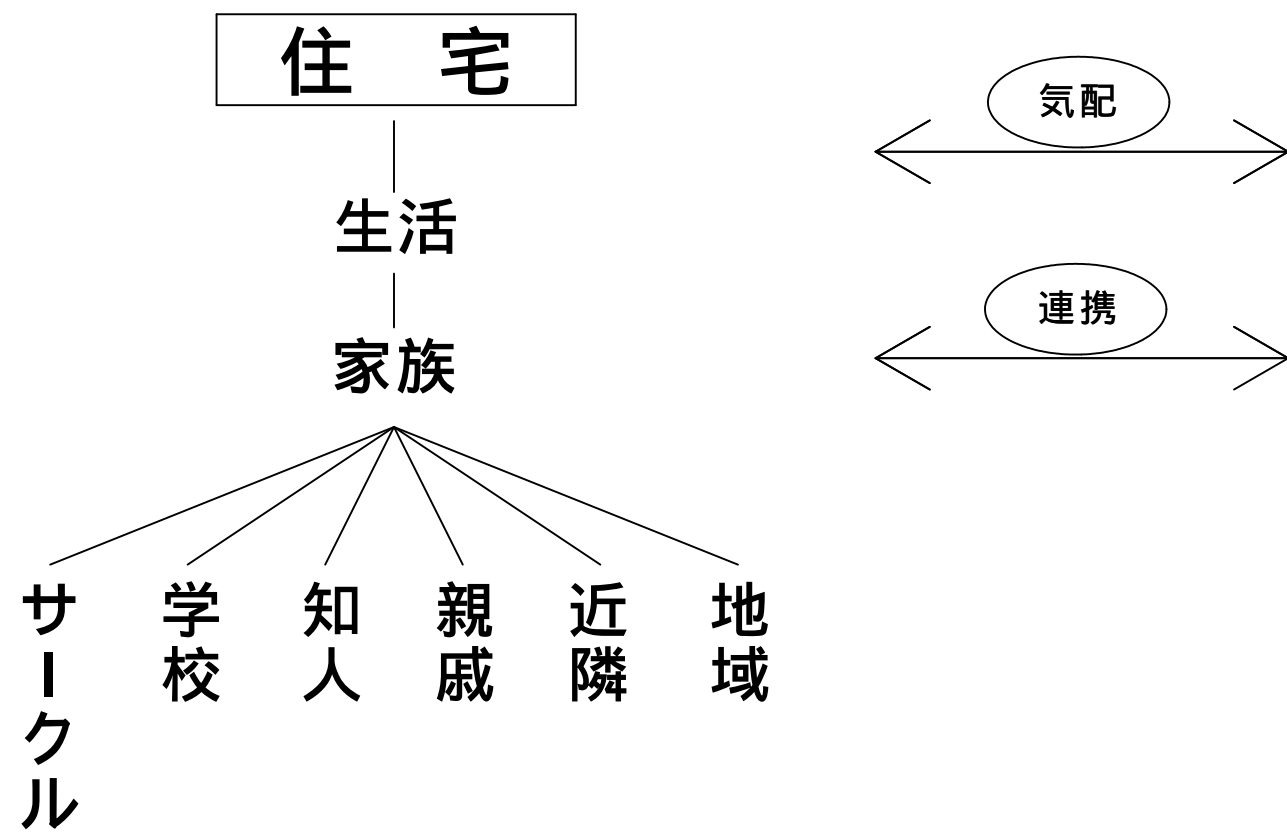 住　宅
気配
生活
連携
家族
サークル
学校
知人
親戚
近隣
地域